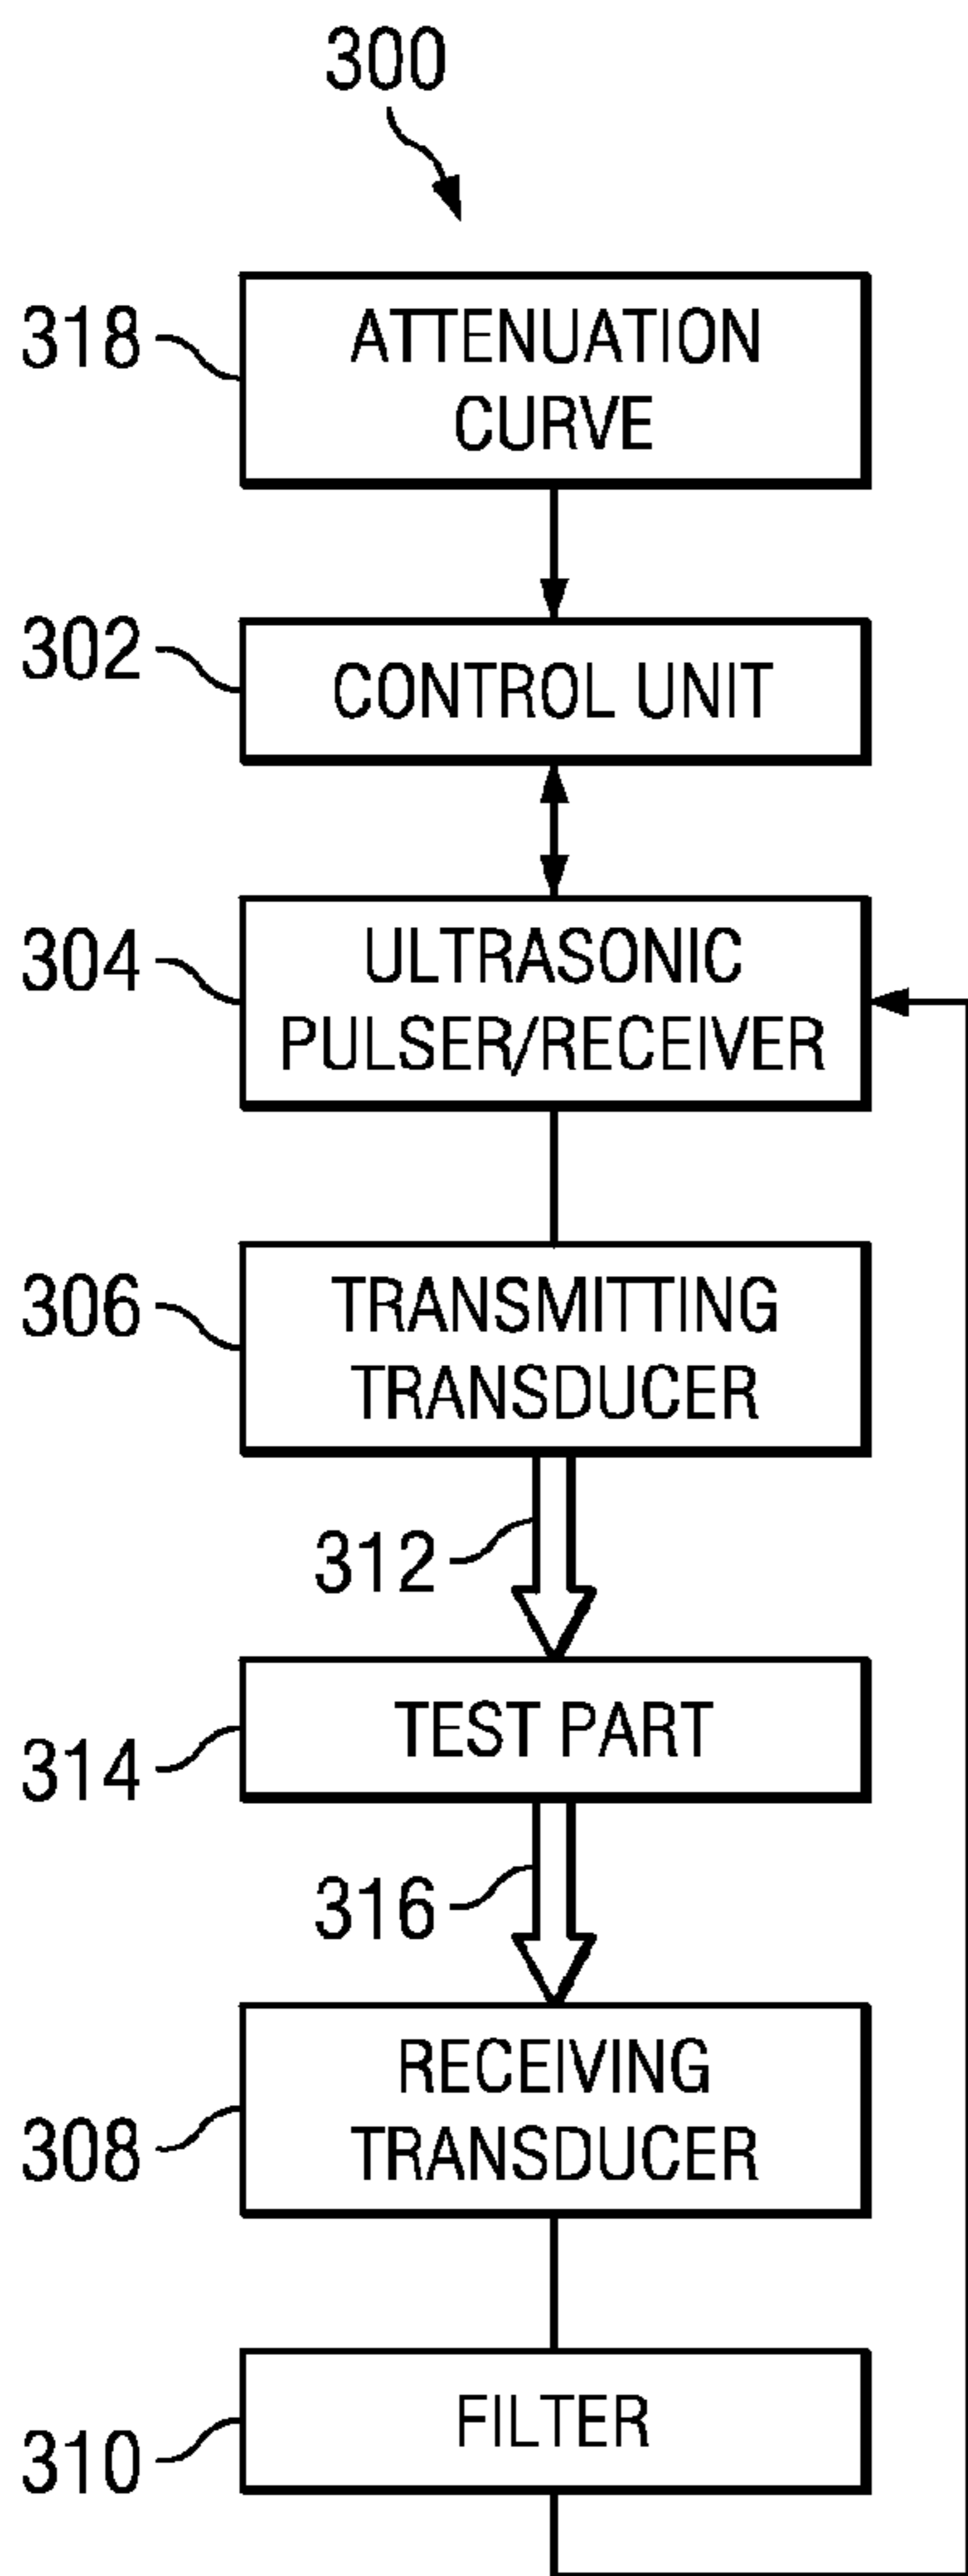 300
318
ATTENUATION
CURVE
302
CONTROL UNIT
304
ULTRASONIC
PULSER/RECEIVER
306
TRANSMITTING
TRANSDUCER
312
314
TEST PART
316
308
RECEIVING
TRANSDUCER
310
FILTER